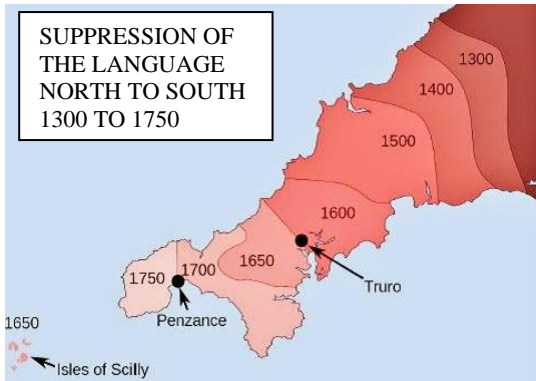 SUPPRESSION OF
THE LANGUAGE
NORTH TO SOUTH
1300 TO 1750
1300
1400
1500
1600
1650
1700
1750
Truro
Penzance
1650
Isles of Scilly